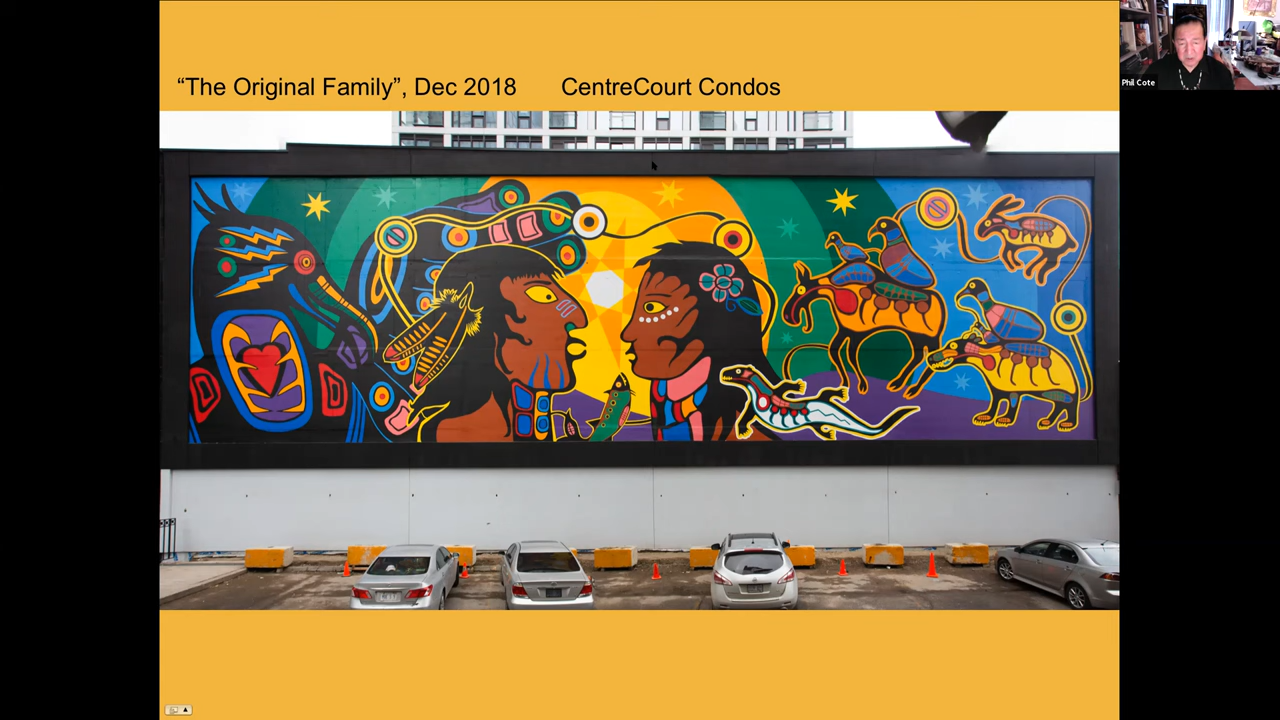 “The Original Family”, Dec 2018 CentreCourt Condos
Phil Cote